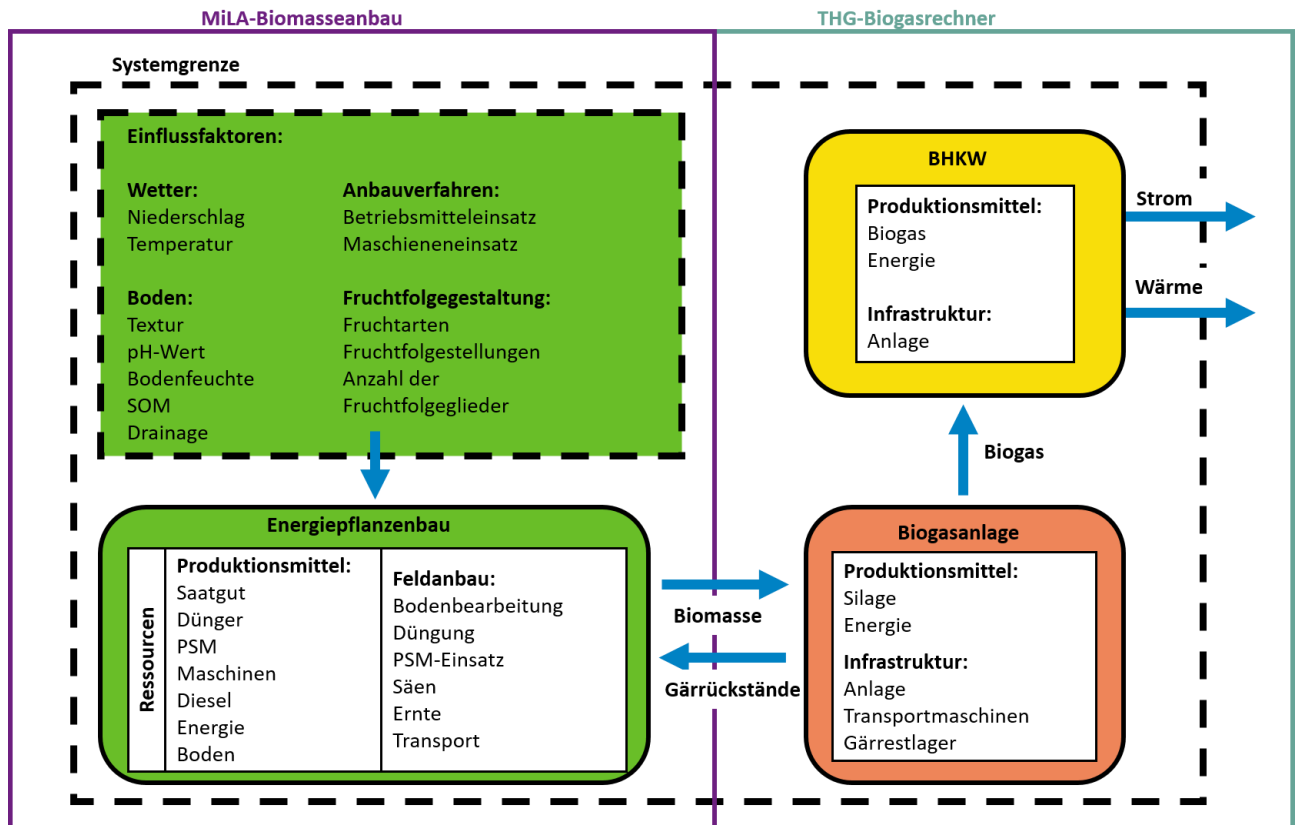 MiLA-Biomasseanbau
THG-Biogasrechner
Systemgrenze
Einflussfaktoren:
Wetter:
Niederschlag
Temperatur
Boden:
Textur
pH-Wert
Bodenfeuchte
SOM
Drainage
Anbauverfahren:
Betriebsmitteleinsatz
Maschieneneinsatz
Fruchtfolgegestaltung:
Fruchtarten
Fruchtfolgestellungen
Anzahl der
Fruchtfolgeglieder
BHKW
Produktionsmittel:
Biogas
Energie
Infrastruktur:
Anlage
Strom
Wärme
Biogas
Energiepflanzenbau
Ressourcen
Produktionsmittel:
Saatgut
Dünger
PSM
Maschinen
Diesel
Energie
Boden
Feldanbau:
Bodenbearbeitung
Düngung
PSM-Einsatz
Säen
Ernte
Transport
Biomasse
Gärrückstände
Biogasanlage
Produktionsmittel:
Silage
Energie
Infrastruktur:
Anlage
Transportmaschinen
Gärrestlager